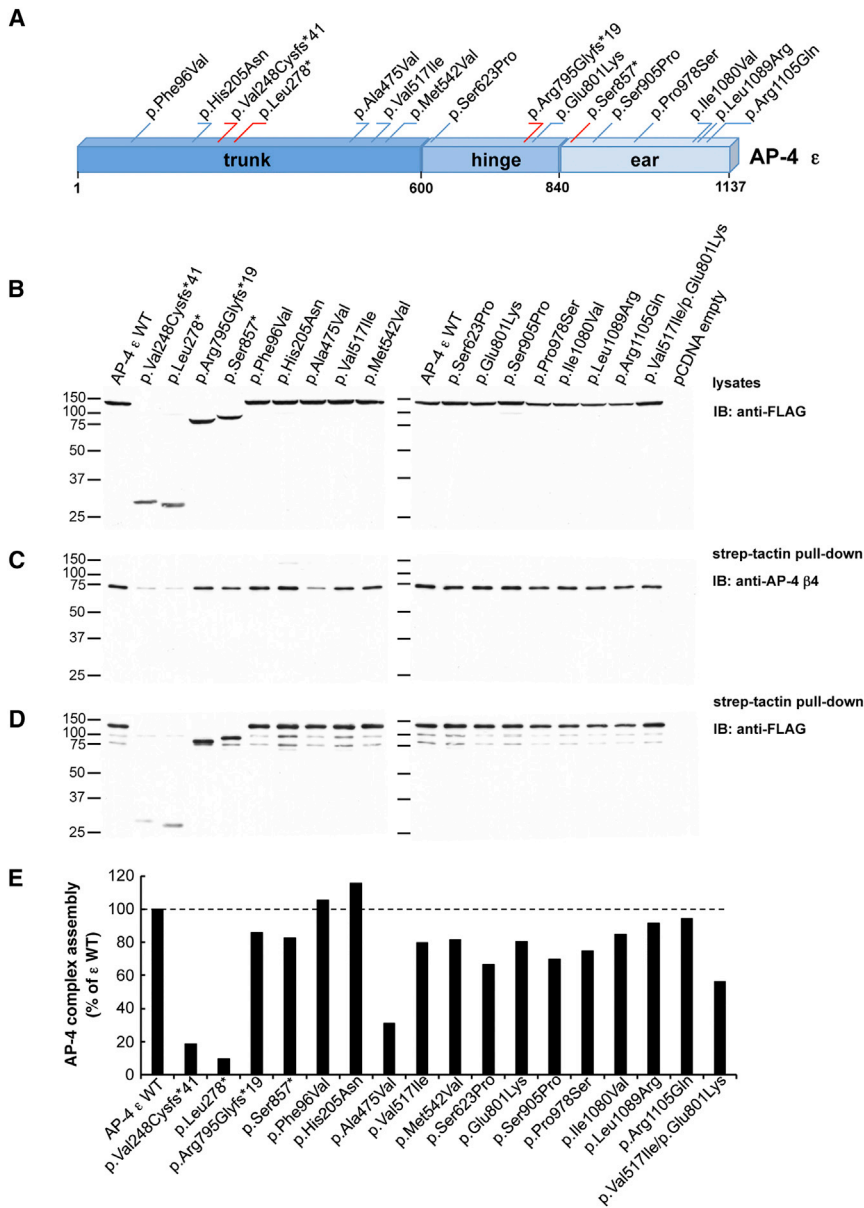 A
p.Phe96Val
p.His205Asn
p.Val248Cysfs*41
p.Leu278*
p.Ala475Val
p.Val517Ile
p.Met542Val
p.Ser623Pro
p.Arg795Glyfs*19
p.Glu801Lys
p.Ser857*
p.Ser905Pro
p.Pro978Ser
p.Ile1080Val
p.Leu1089Arg
p.Arg1105Gln
trunk hinge ear AP-4 ε
1 600 840 1137
B
AP-4 ε WT
p.Val248Cysfs*41
p.Leu278*
p.Arg795Glyfs*19
p.Ser857*
p.Phe96Val
p.His205Asn
p.Ala475Val
p.Val517Ile
p.Met542Val
AP-4 ε WT
p.Ser623Pro
p.Glu801Lys
p.Ser905Pro
p.Pro978Ser
p.Ile1080Val
p.Leu1089Arg
p.Arg1105Gln
p.Val517Ile/p.Glu801Lys
pCDNA empty
lysates
IB: anti-FLAG
150
100
75
50
37
25
C
strep-tactin pull-down
IB: anti-AP-4 β4
150
100
75
50
37
25
D
strep-tactin pull-down
IB: anti-FLAG
150
100
75
50
37
25
E
AP-4 complex assembly
(% of ε WT)
120
100
80
60
40
20
0
AP-4 ε WT
p.Val248Cysfs*41
p.Leu278*
p.Arg795Glyfs*19
p.Ser857*
p.Phe96Val
p.His205Asn
p.Ala475Val
p.Val517Ile
p.Met542Val
p.Ser623Pro
p.Glu801Lys
p.Ser905Pro
p.Pro978Ser
p.Ile1080Val
p.Leu1089Arg
p.Arg1105Gln
p.Val517Ile/p.Glu801Lys